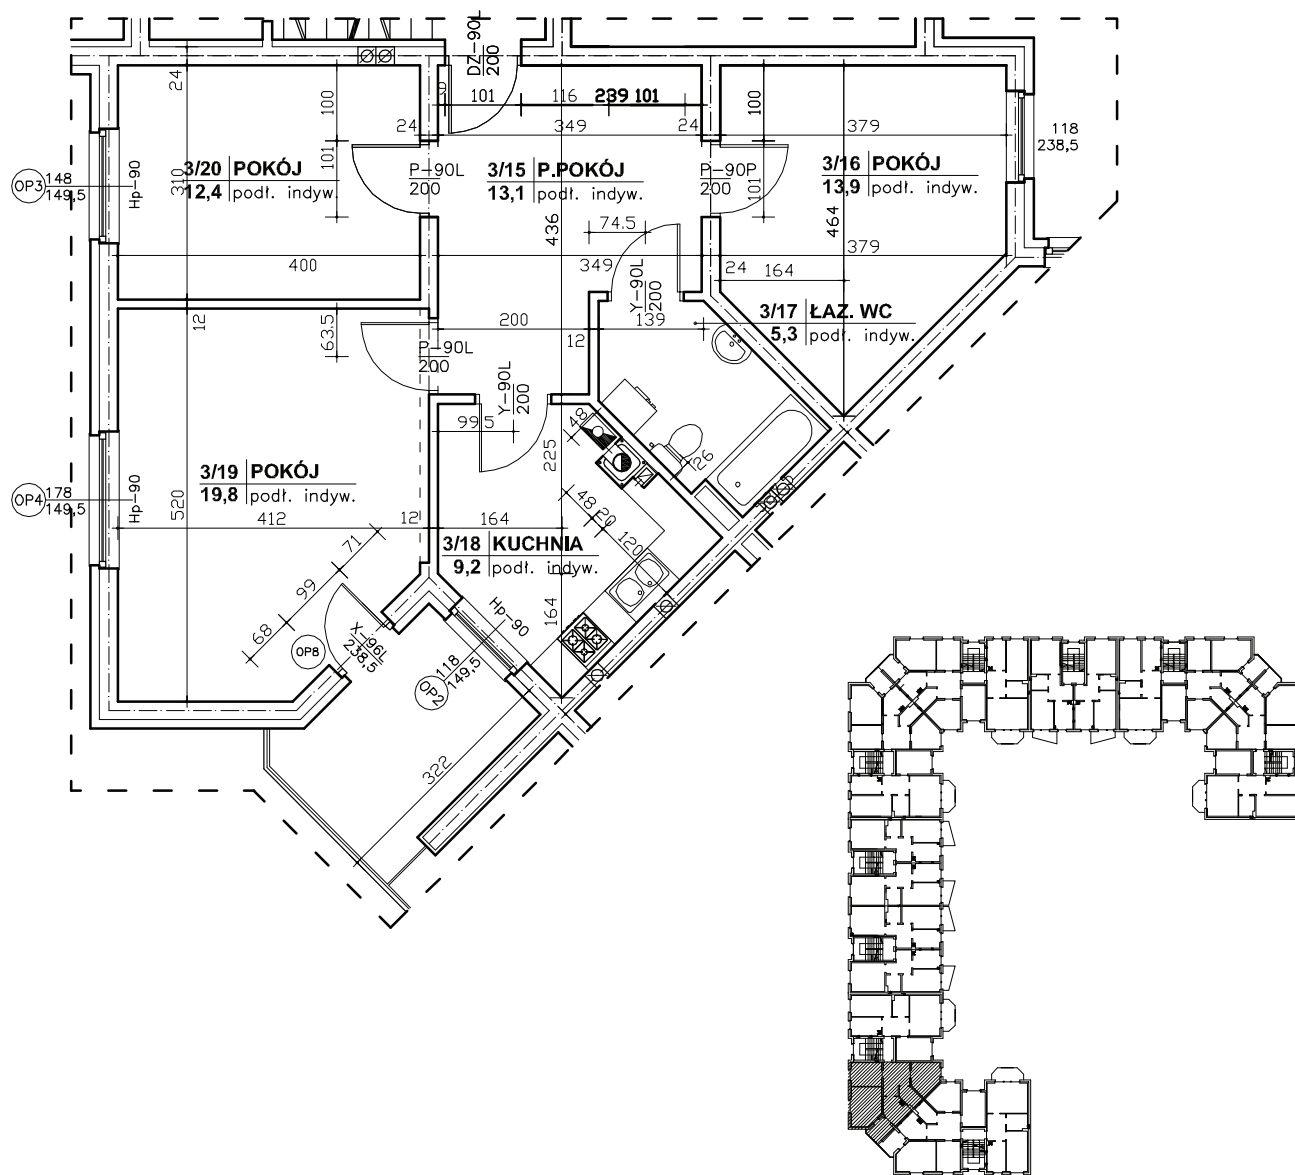 DZ-90L
200
24
100
9
101
116
239 101
24
349
24
100
379
118
238,5
OP3
148
149,5
Hp-90
310
3/20 POKÓJ
12,4 podł. indyw.
101
P-90L
200
3/15 P.POKÓJ
13,1 podł. indyw.
P-90P
200
101
3/16 POKÓJ
13,9 podł. indyw.
436
74.5
464
400
349
24
164
379
Y-90L
200
12
63.5
200
12
139
3/17 ŁAZ. WC
5,3 podł. indyw.
P-90L
200
Y-90L
200
99.5
48
225
26
OP4
178
149,5
Hp-90
520
3/19 POKÓJ
19,8 podł. indyw.
412
12
164
48
20
120
71
3/18 KUCHNIA
9,2 podł. indyw.
99
68
164
Hp-90
X-96L
238,5
OP8
OP2
118
149,5
322